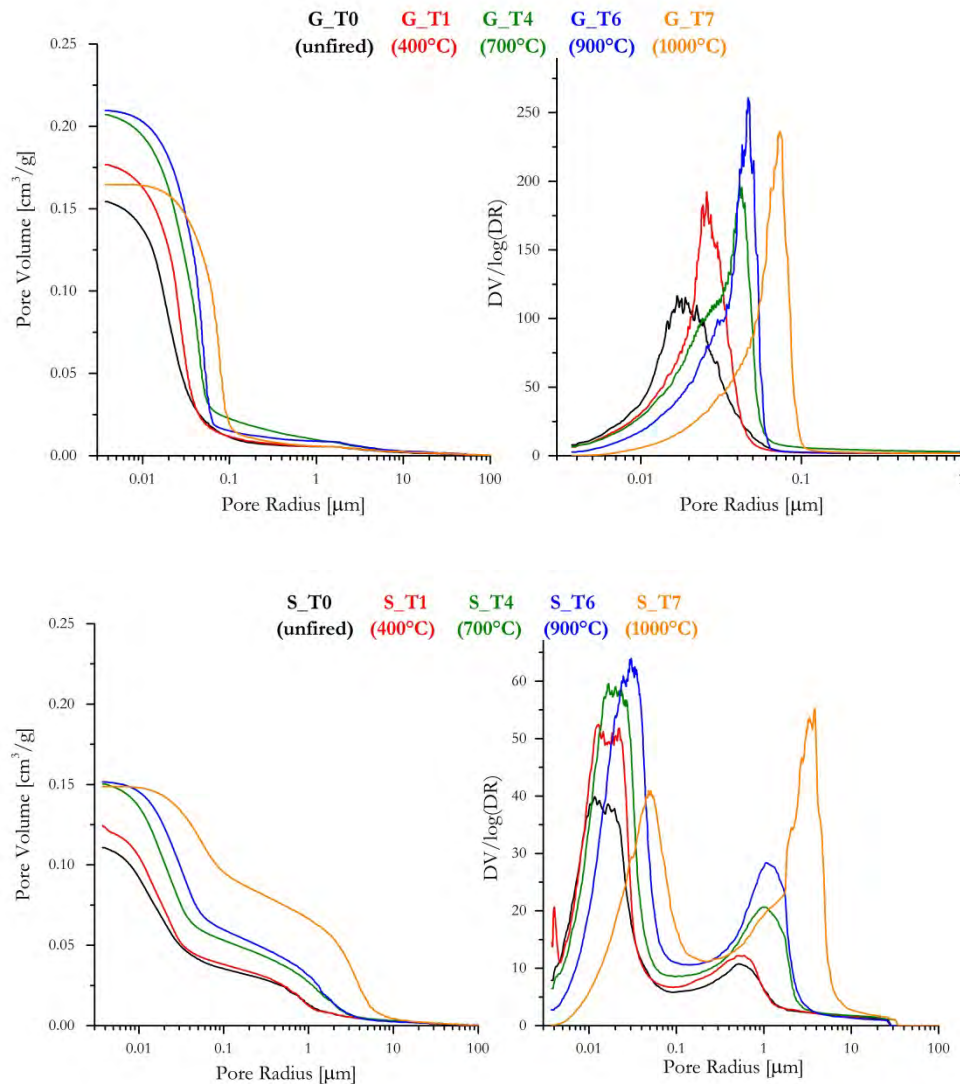 G_T0 G_T1 G_T4 G_T6 G_T7
(unfired) (400°C) (700°C) (900°C) (1000°C)
0.25
0.20
0.15
0.10
0.05
0.00
Pore Volume [cm³/g]
0.01 0.1 1 10 100
Pore Radius [µm]
250
200
150
100
50
0
DV/log(DR)
0.01 0.1 1
Pore Radius [µm]
S_T0 S_T1 S_T4 S_T6 S_T7
(unfired) (400°C) (700°C) (900°C) (1000°C)
0.25
0.20
0.15
0.10
0.05
0.00
Pore Volume [cm³/g]
0.01 0.1 1 10 100
Pore Radius [µm]
60
50
40
30
20
10
0
DV/log(DR)
0.01 0.1 1 10 100
Pore Radius [µm]